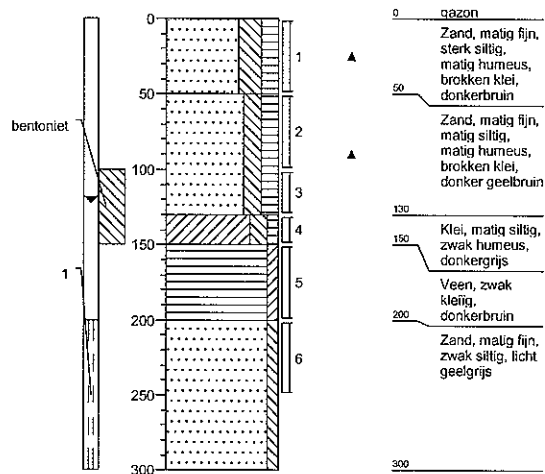 bentoniet
1
0
50
100
150
200
250
300
1
2
3
4
5
6
0 gazon
Zand, matig fijn,
sterk siltig,
matig humeus,
brokken klei,
donkerbruin
50
Zand, matig fijn,
matig siltig,
matig humeus,
brokken klei,
donker geelbruin
130
Klei, matig siltig,
zwak humeus,
donkergrijs
150
Veen, zwak
kleiïg,
donkerbruin
200
Zand, matig fijn,
zwak siltig, licht
geelgrijs
300